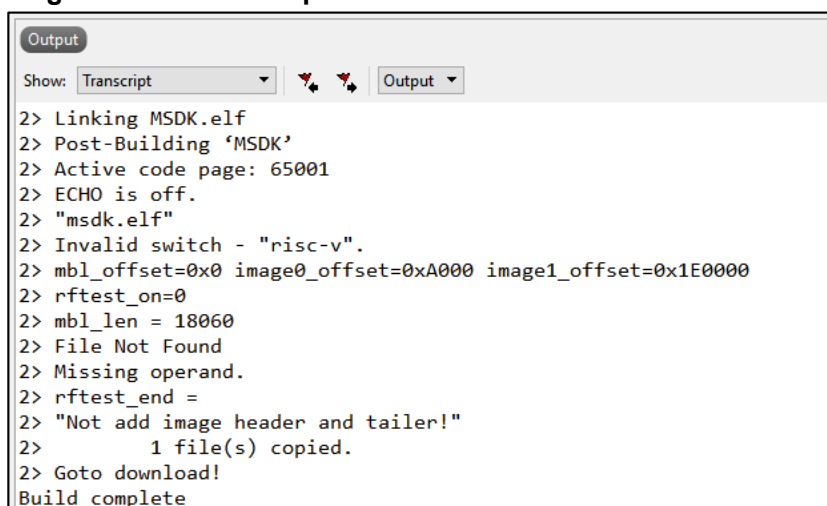 Output
Show: Transcript Output
2> Linking MSDK.elf
2> Post-Building ‘MSDK’
2> Active code page: 65001
2> ECHO is off.
2> "msdk.elf"
2> Invalid switch - "risc-v".
2> mbl_offset=0x0 image0_offset=0xA000 image1_offset=0x1E0000
2> rftest_on=0
2> mbl_len = 18060
2> File Not Found
2> Missing operand.
2> rftest_end =
2> "Not add image header and tailer!"
2>         1 file(s) copied.
2> Goto download!
Build complete